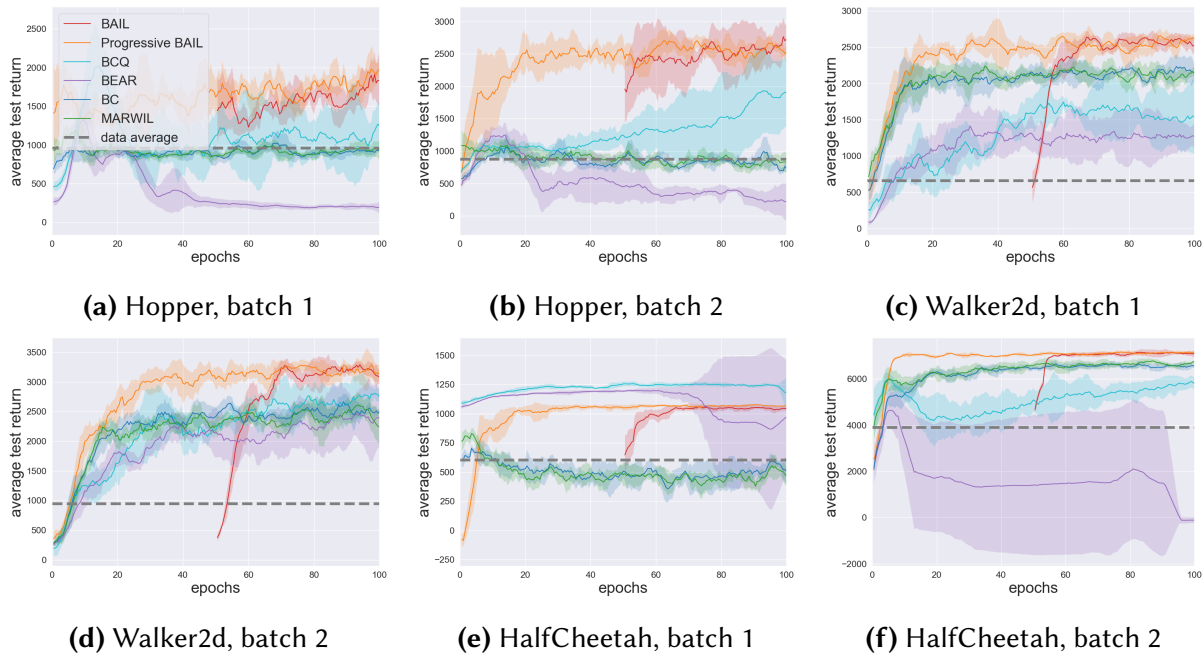 BAIL
Progressive BAIL
BCQ
BEAR
BC
MARWIL
data average
average test return
2500
2000
1500
1000
500
0
0 20 40 60 80 100
epochs
(a) Hopper, batch 1
average test return
3000
2500
2000
1500
1000
500
0
0 20 40 60 80 100
epochs
(b) Hopper, batch 2
average test return
3000
2500
2000
1500
1000
500
0
0 20 40 60 80 100
epochs
(c) Walker2d, batch 1
average test return
3500
3000
2500
2000
1500
1000
500
0
0 20 40 60 80 100
epochs
(d) Walker2d, batch 2
average test return
1500
1250
1000
750
500
250
0
−250
0 20 40 60 80 100
epochs
(e) HalfCheetah, batch 1
average test return
6000
4000
2000
0
−2000
0 20 40 60 80 100
epochs
(f) HalfCheetah, batch 2